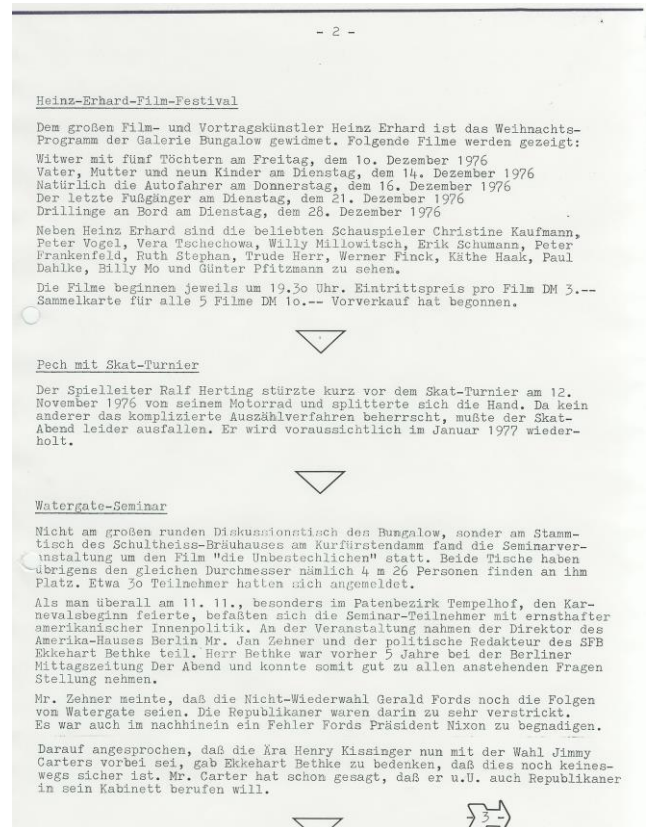 - 2 -
Heinz-Erhard-Film-Festival
Dem großen Film- und Vortragskünstler Heinz Erhard ist das Weihnachts-
Programm der Galerie Bungalow gewidmet. Folgende Filme werden gezeigt:
Witwer mit fünf Töchtern am Freitag, dem 1o. Dezember 1976
Vater, Mutter und neun Kinder am Dienstag, dem 14. Dezember 1976
Natürlich die Autofahrer am Donnerstag, dem 16. Dezember 1976
Der letzte Fußgänger am Dienstag, dem 21. Dezember 1976
Drillinge an Bord am Dienstag, dem 28. Dezember 1976
Neben Heinz Erhard sind die beliebten Schauspieler Christine Kaufmann,
Peter Vogel, Vera Tschechowa, Willy Millowitsch, Erik Schumann, Peter
Frankenfeld, Ruth Stephan, Trude Herr, Werner Finck, Käthe Haak, Paul
Dahlke, Billy Mo und Günter Pfitzmann zu sehen.
Die Filme beginnen jeweils um 19.3o Uhr. Eintrittspreis pro Film DM 3.--
Sammelkarte für alle 5 Filme DM 1o.-- Vorverkauf hat begonnen.
Pech mit Skat-Turnier
Der Spielleiter Ralf Herting stürzte kurz vor dem Skat-Turnier am 12.
November 1976 von seinem Motorrad und splitterte sich die Hand. Da kein
anderer das komplizierte Auszählverfahren beherrscht, mußte der Skat-
Abend leider ausfallen. Er wird voraussichtlich im Januar 1977 wieder-
holt.
Watergate-Seminar
Nicht am großen runden Diskussionstisch des Bungalow, sonder am Stamm-
tisch des Schultheiss-Bräuhauses am Kurfürstendamm fand die Seminarver-
anstaltung um den Film "die Unbestechlichen" statt. Beide Tische haben
übrigens den gleichen Durchmesser nämlich 4 m 26 Personen finden an ihm
Platz. Etwa 3o Teilnehmer hatten sich angemeldet.
Als man überall am 11. 11., besonders im Patenbezirk Tempelhof, den Kar-
nevalsbeginn feierte, befaßten sich die Seminar-Teilnehmer mit ernsthafter
amerikanischer Innenpolitik. An der Veranstaltung nahmen der Direktor des
Amerika-Hauses Berlin Mr. Jan Zehner und der politische Redakteur des SFB
Ekkehart Bethke teil. Herr Bethke war vorher 5 Jahre bei der Berliner
Mittagszeitung Der Abend und konnte somit gut zu allen anstehenden Fragen
Stellung nehmen.
Mr. Zehner meinte, daß die Nicht-Wiederwahl Gerald Fords noch die Folgen
von Watergate seien. Die Republikaner waren darin zu sehr verstrickt.
Es war auch im nachhinein ein Fehler Fords Präsident Nixon zu begnadigen.
Darauf angesprochen, daß die Ära Henry Kissinger nun mit der Wahl Jimmy
Carters vorbei sei, gab Ekkehart Bethke zu bedenken, daß dies noch keines-
wegs sicher ist. Mr. Carter hat schon gesagt, daß er u.U. auch Republikaner
in sein Kabinett berufen will.
- 3 -